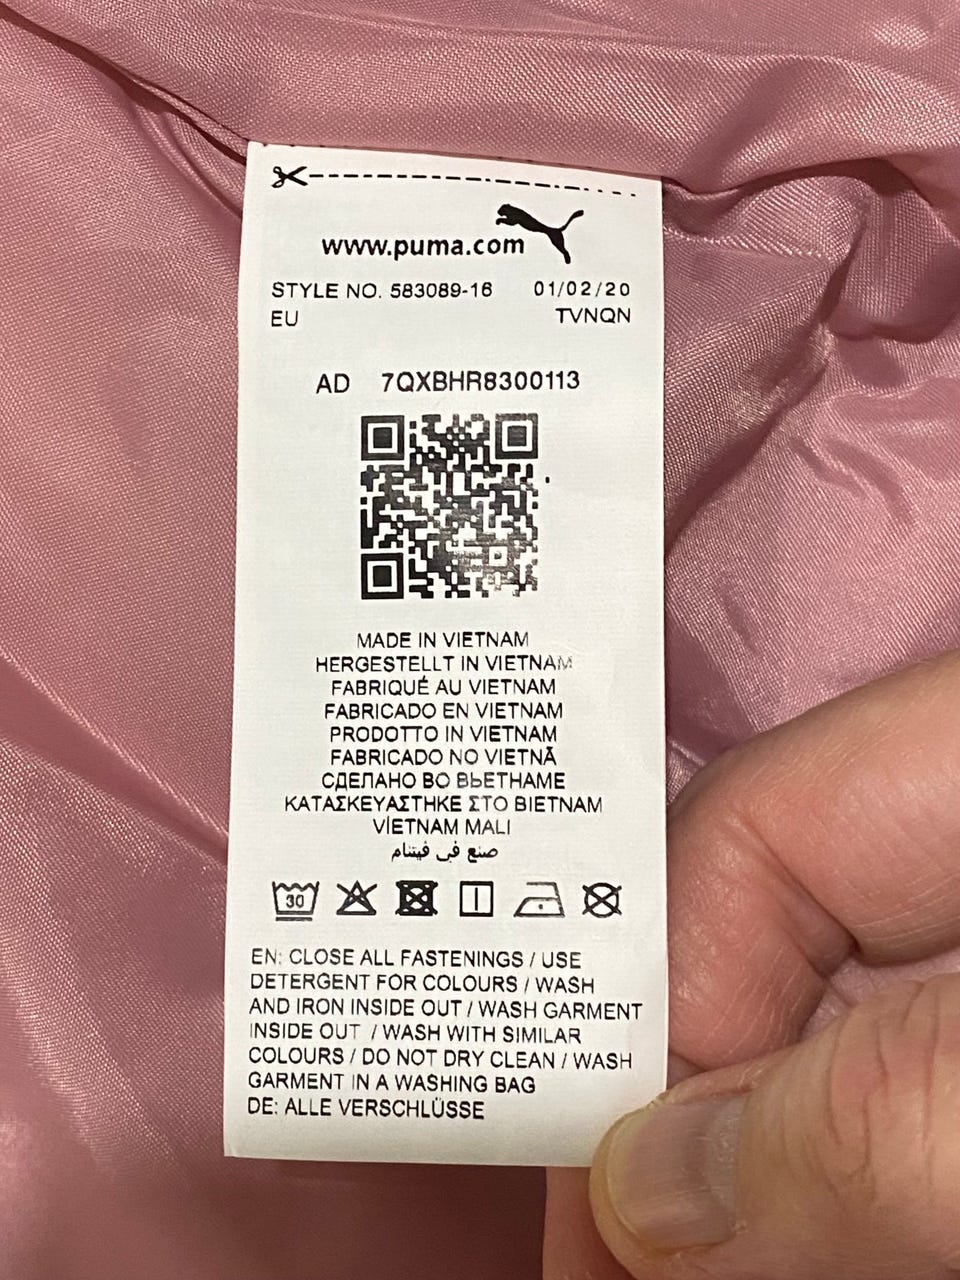 www.puma.com
STYLE NO. 583089-16 01/02/20
EU TVNQN
AD 7QXBHR8300113
MADE IN VIETNAM
HERGESTELLT IN VIETNAM
FABRIQUÉ AU VIETNAM
FABRICADO EN VIETNAM
PRODOTTO IN VIETNAM
FABRICADO NO VIETNÃ
СДЕЛАНО ВО ВЬЕТНАМЕ
ΚΑΤΑΣΚΕΥΑΣΤΗΚΕ ΣΤΟ ΒΙΕΤΝΑΜ
VİETNAM MALI
صنع في فيتنام
30
EN: CLOSE ALL FASTENINGS / USE
DETERGENT FOR COLOURS / WASH
AND IRON INSIDE OUT / WASH GARMENT
INSIDE OUT / WASH WITH SIMILAR
COLOURS / DO NOT DRY CLEAN / WASH
GARMENT IN A WASHING BAG
DE: ALLE VERSCHLÜSSE